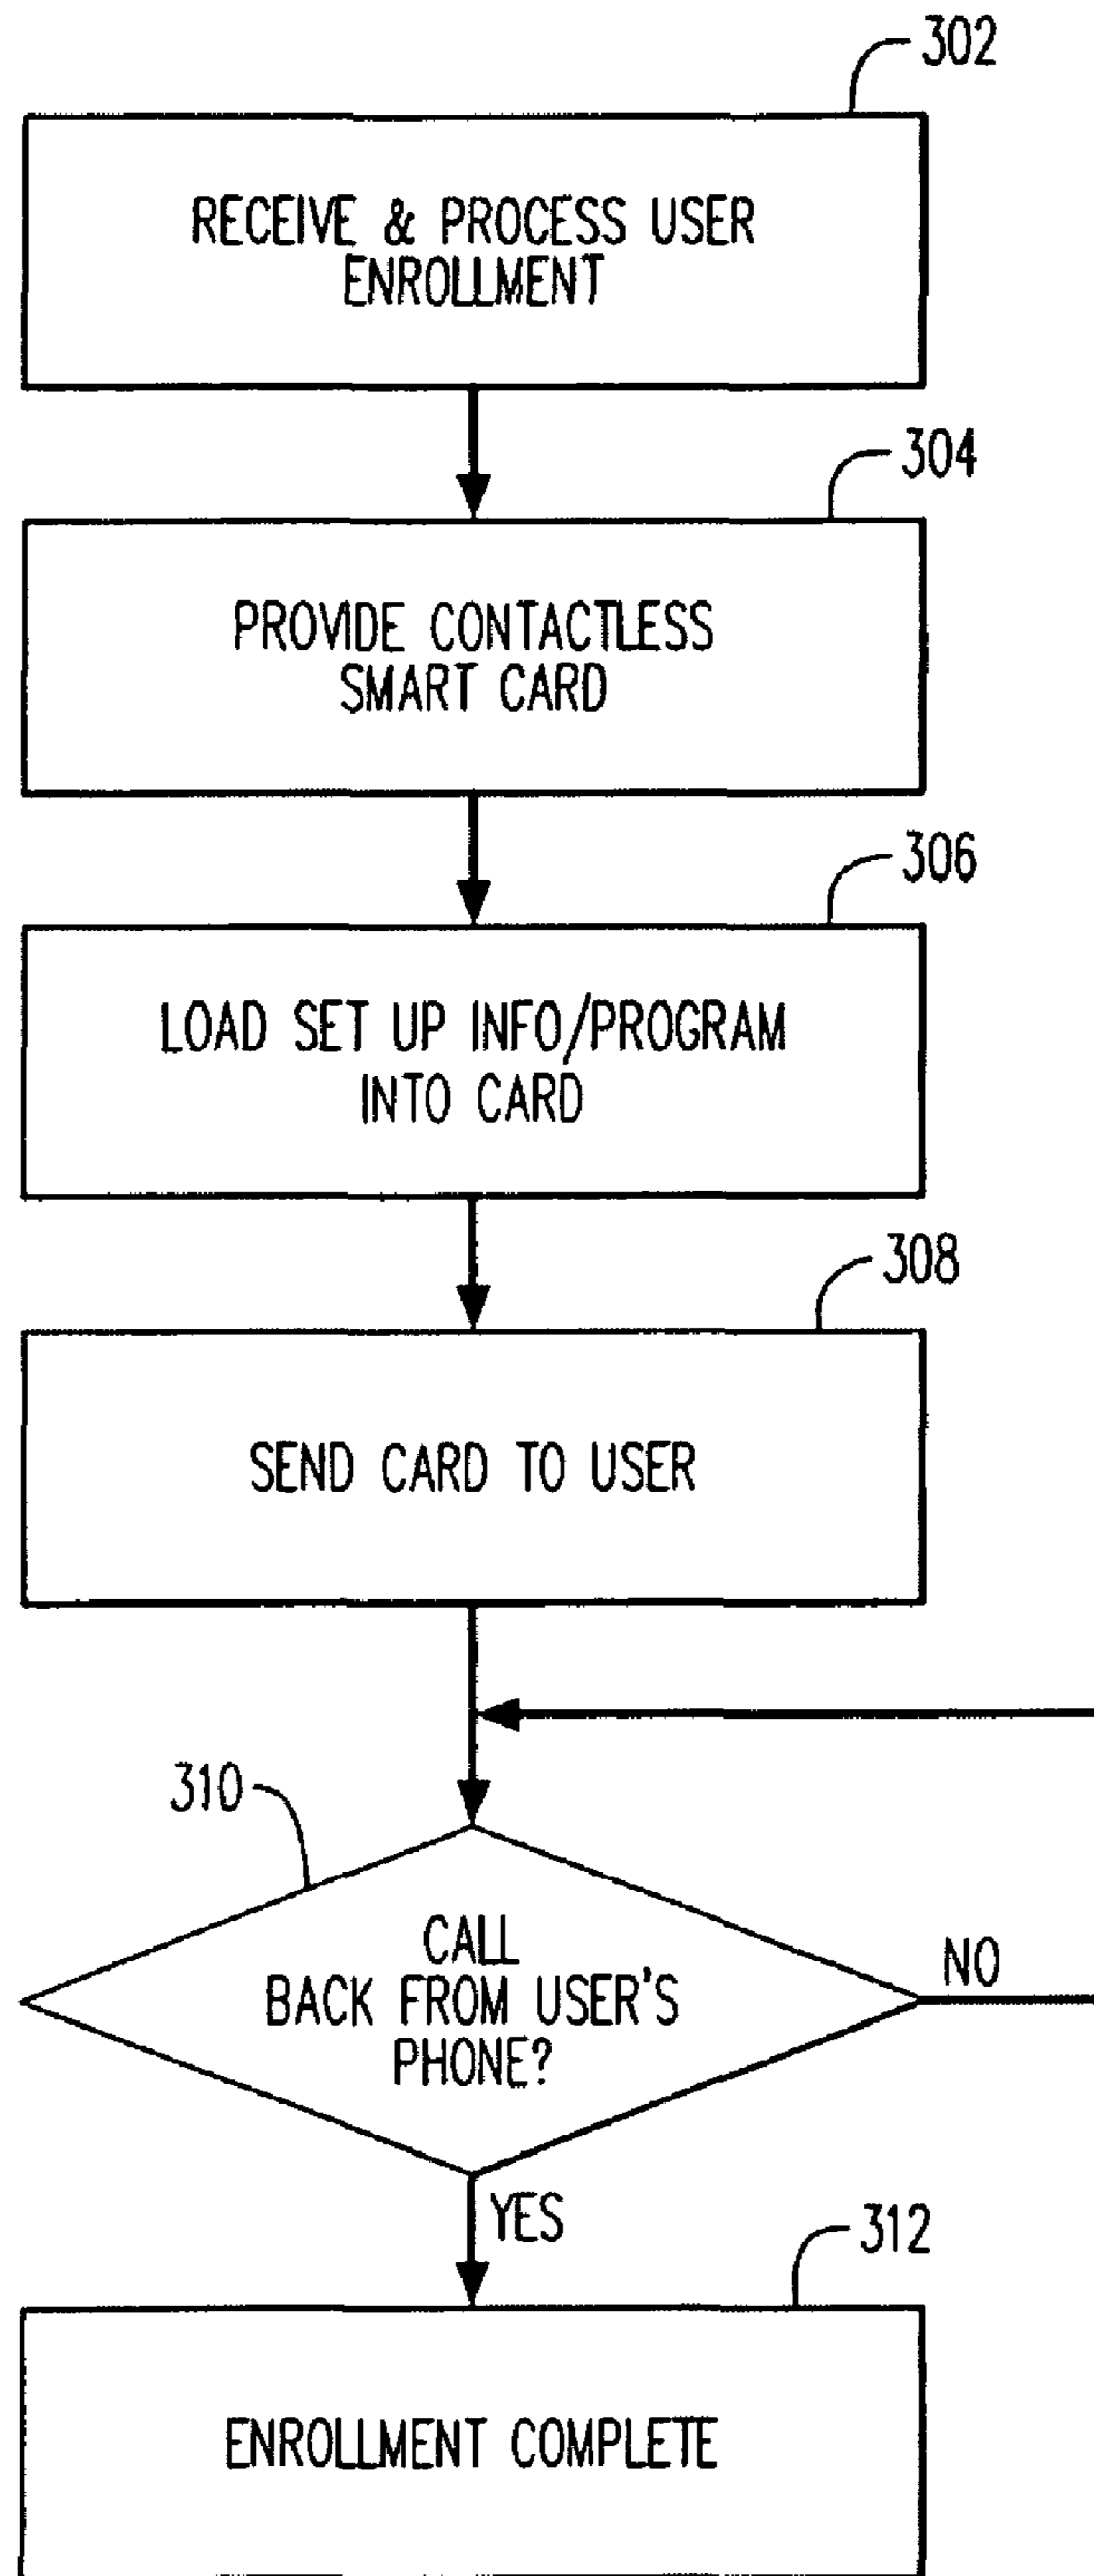 302
RECEIVE & PROCESS USER
ENROLLMENT
304
PROVIDE CONTACTLESS
SMART CARD
306
LOAD SET UP INFO/PROGRAM
INTO CARD
308
SEND CARD TO USER
310
CALL
BACK FROM USER'S
PHONE?
NO
YES
312
ENROLLMENT COMPLETE